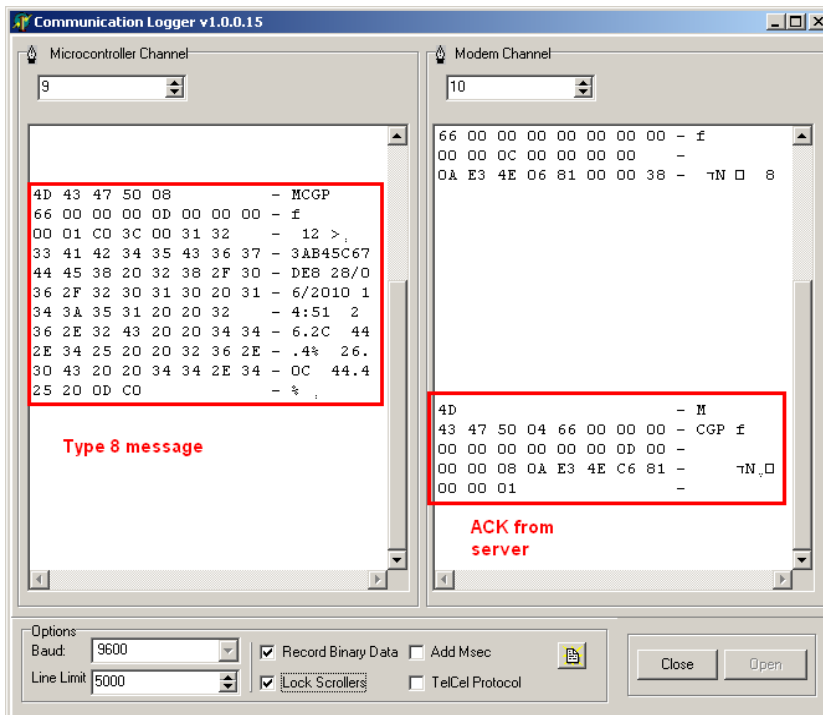 Communication Logger v1.0.0.15
Microcontroller Channel
9
4D 43 47 50 08 - MCGP
66 00 00 00 0D 00 00 00 - f
00 01 C0 3C 00 31 32 - 12 >,
33 41 42 34 35 43 36 37 - 3AB45C67
44 45 38 20 32 38 2F 30 - DE8 28/0
36 2F 32 30 31 30 20 31 - 6/2010 1
34 3A 35 31 20 20 32 - 4:51 2
36 2E 32 43 20 20 34 34 - 6.2C 44
2E 34 25 20 20 32 36 2E - .4% 26.
30 43 20 20 34 34 2E 34 - 0C 44.4
25 20 0D C0 - % ,
Type 8 message
Modem Channel
10
66 00 00 00 00 00 00 00 - f
00 00 0C 00 00 00 00 -
0A E3 4E 06 81 00 00 38 - ¬N □ 8
4D - M
43 47 50 04 66 00 00 00 - CGP f
00 00 00 00 00 00 0D 00 -
00 00 08 0A E3 4E C6 81 - ¬N,□
00 00 01 -
ACK from
server
Options
Baud: 9600
Line Limit 5000
Record Binary Data
Lock Scrollers
Add Msec
TelCel Protocol
Close
Open